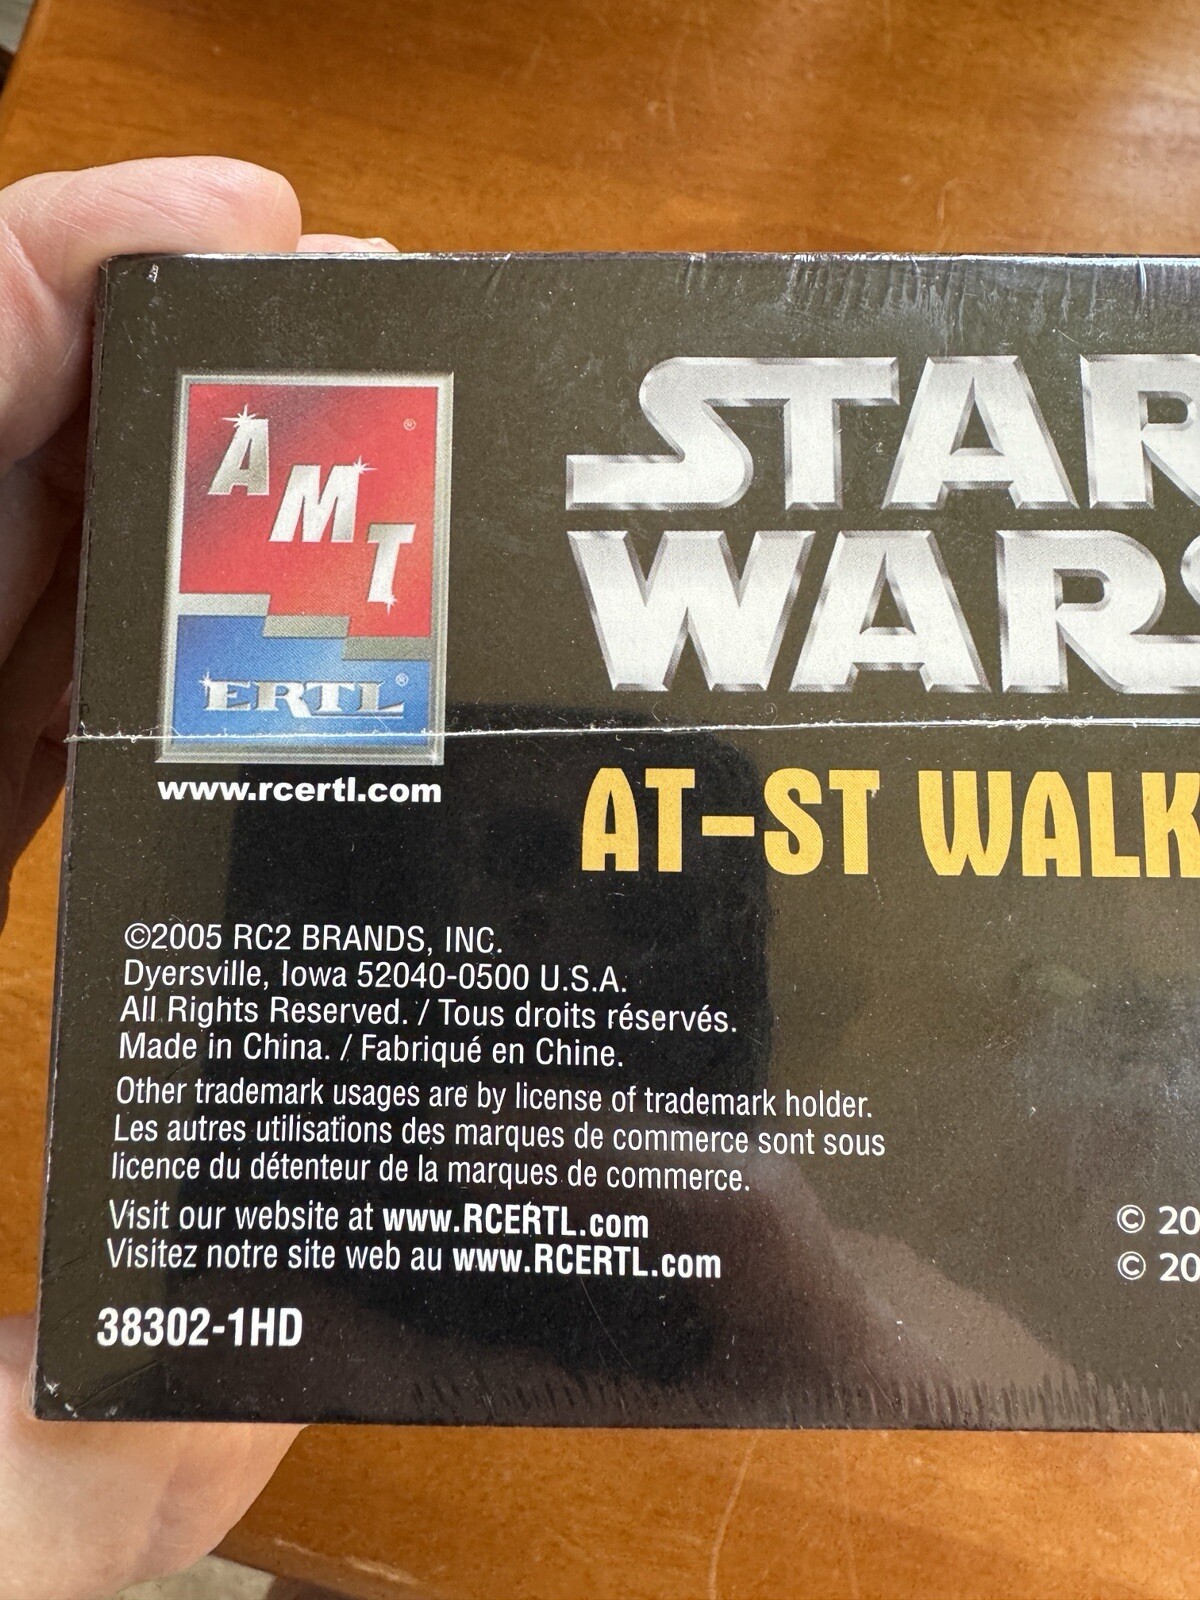 AMT®
ERTL®
www.rcertl.com
STAR
WARS
AT-ST WALK
©2005 RC2 BRANDS, INC.
Dyersville, Iowa 52040-0500 U.S.A.
All Rights Reserved. / Tous droits réservés.
Made in China. / Fabriqué en Chine.
Other trademark usages are by license of trademark holder.
Les autres utilisations des marques de commerce sont sous
licence du détenteur de la marques de commerce.
Visit our website at www.RCERTL.com
Visitez notre site web au www.RCERTL.com
© 20
© 20
38302-1HD